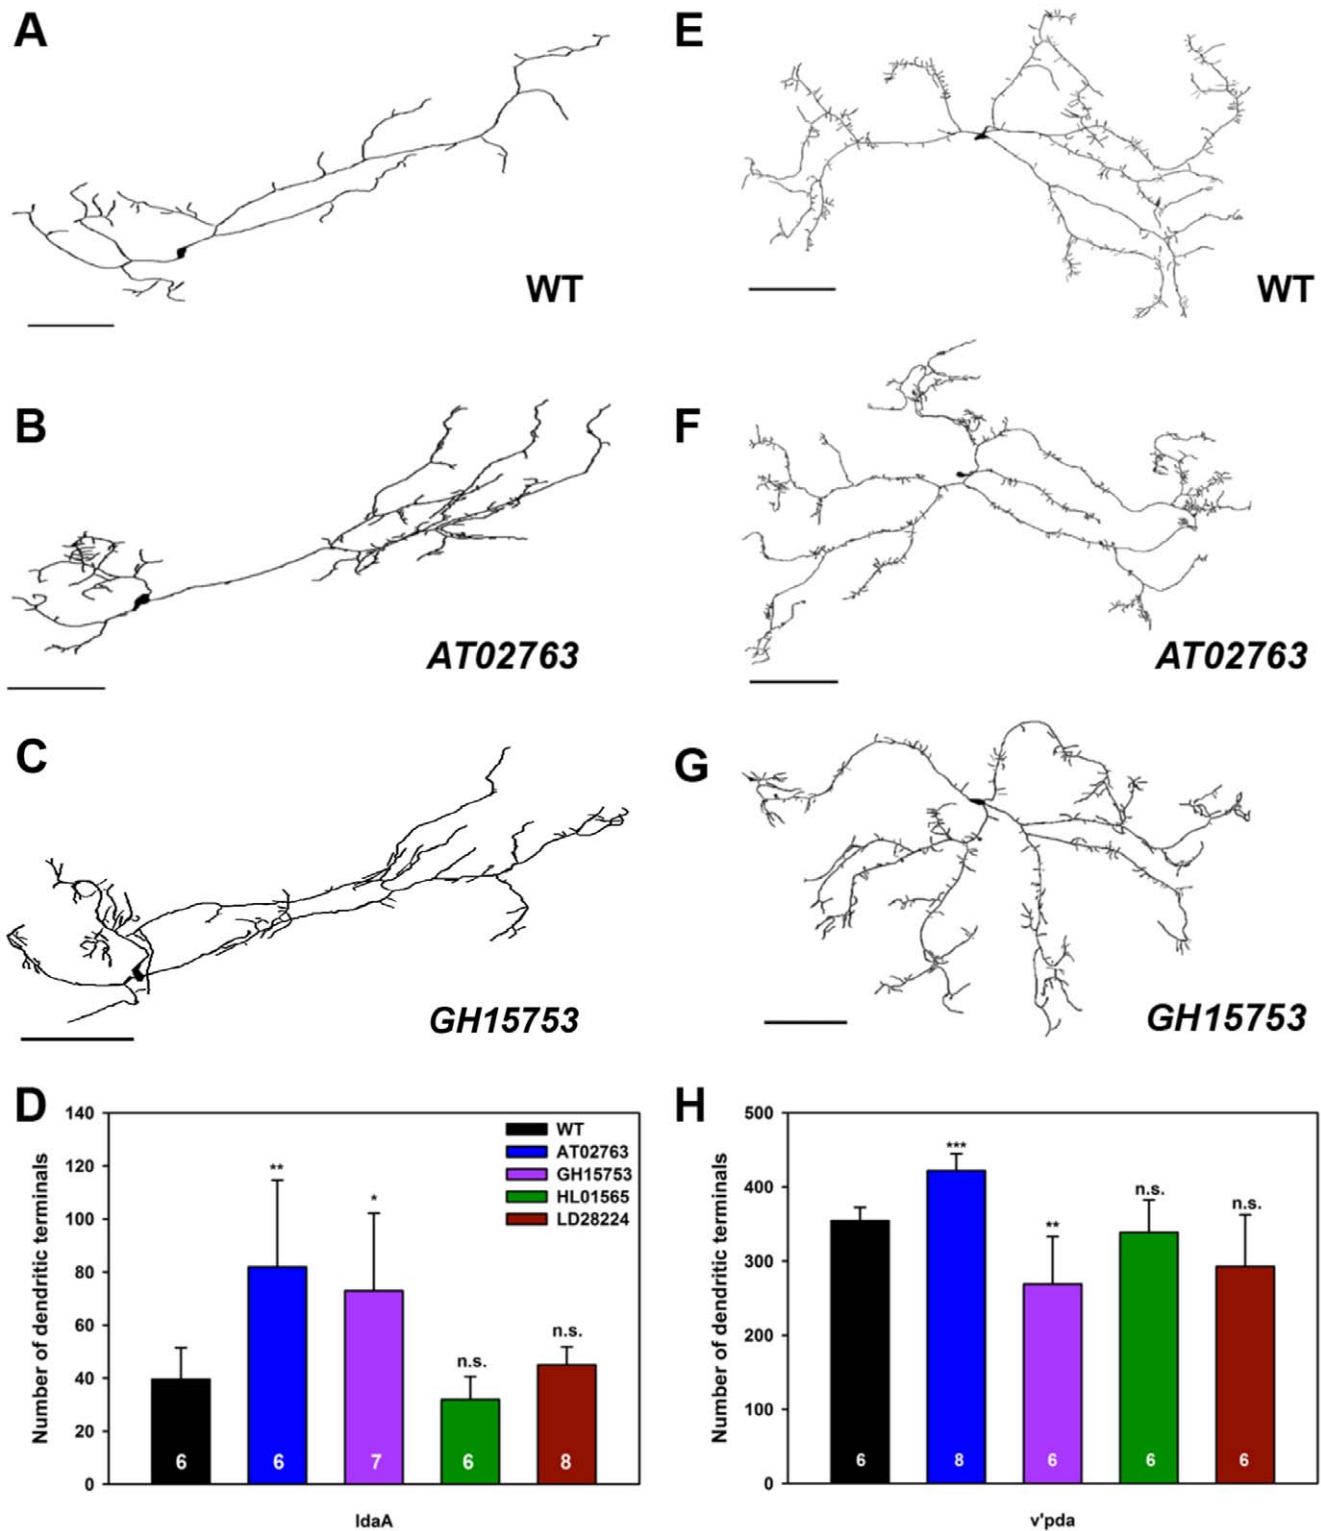 A
WT
B
AT02763
C
GH15753
E
WT
F
AT02763
G
GH15753
D
Number of dendritic terminals
140
120
100
80
60
40
20
0
**
*
n.s.
n.s.
WT
AT02763
GH15753
HL01565
LD28224
6
6
7
6
8
ldaA
H
Number of dendritic terminals
500
400
300
200
100
0
***
**
n.s.
n.s.
6
8
6
6
6
v'pda